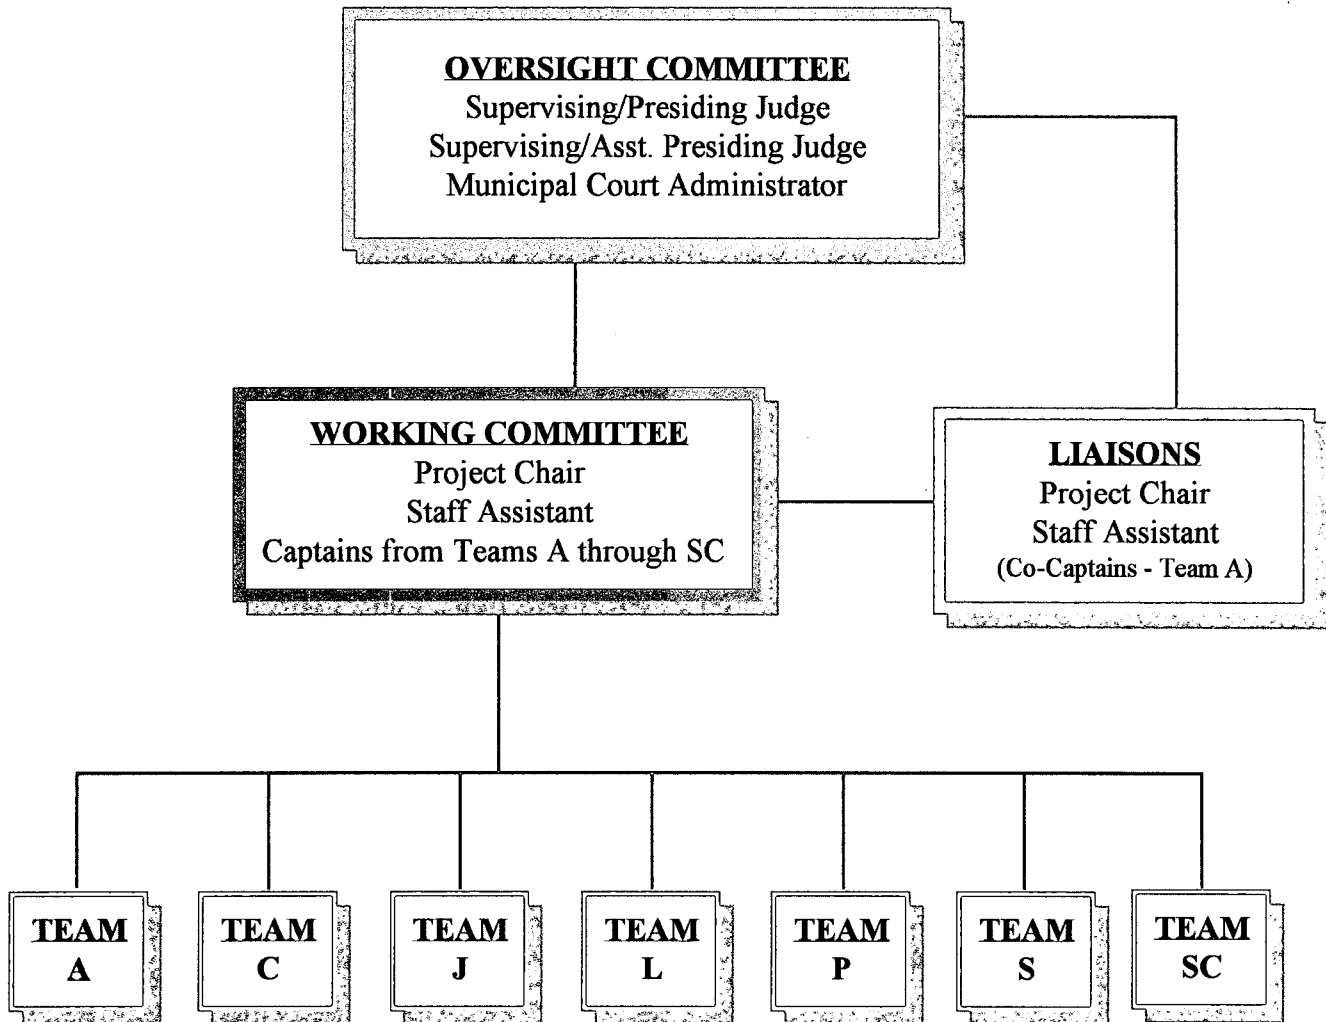 OVERSIGHT COMMITTEE
Supervising/Presiding Judge
Supervising/Asst. Presiding Judge
Municipal Court Administrator
WORKING COMMITTEE
Project Chair
Staff Assistant
Captains from Teams A through SC
LIAISONS
Project Chair
Staff Assistant
(Co-Captains - Team A)
TEAM
A
TEAM
C
TEAM
J
TEAM
L
TEAM
P
TEAM
S
TEAM
SC